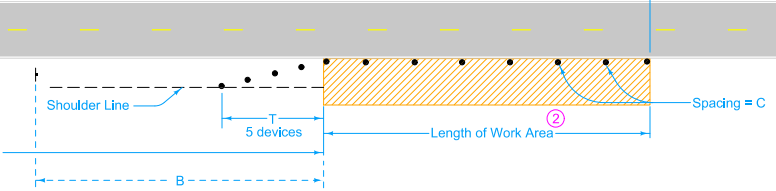 Shoulder Line
Spacing = C
T
5 devices
2
Length of Work Area
B